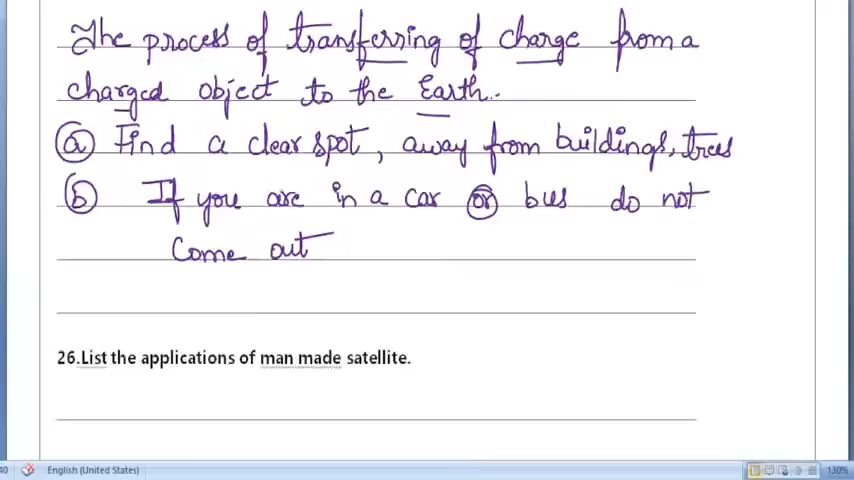 The process of transferring of charge from a
charged object to the Earth.
(a) Find a clear spot, away from buildings, trees
(b) If you are in a car or bus do not
come out
26.List the applications of man made satellite.
40 English (United States) 130%